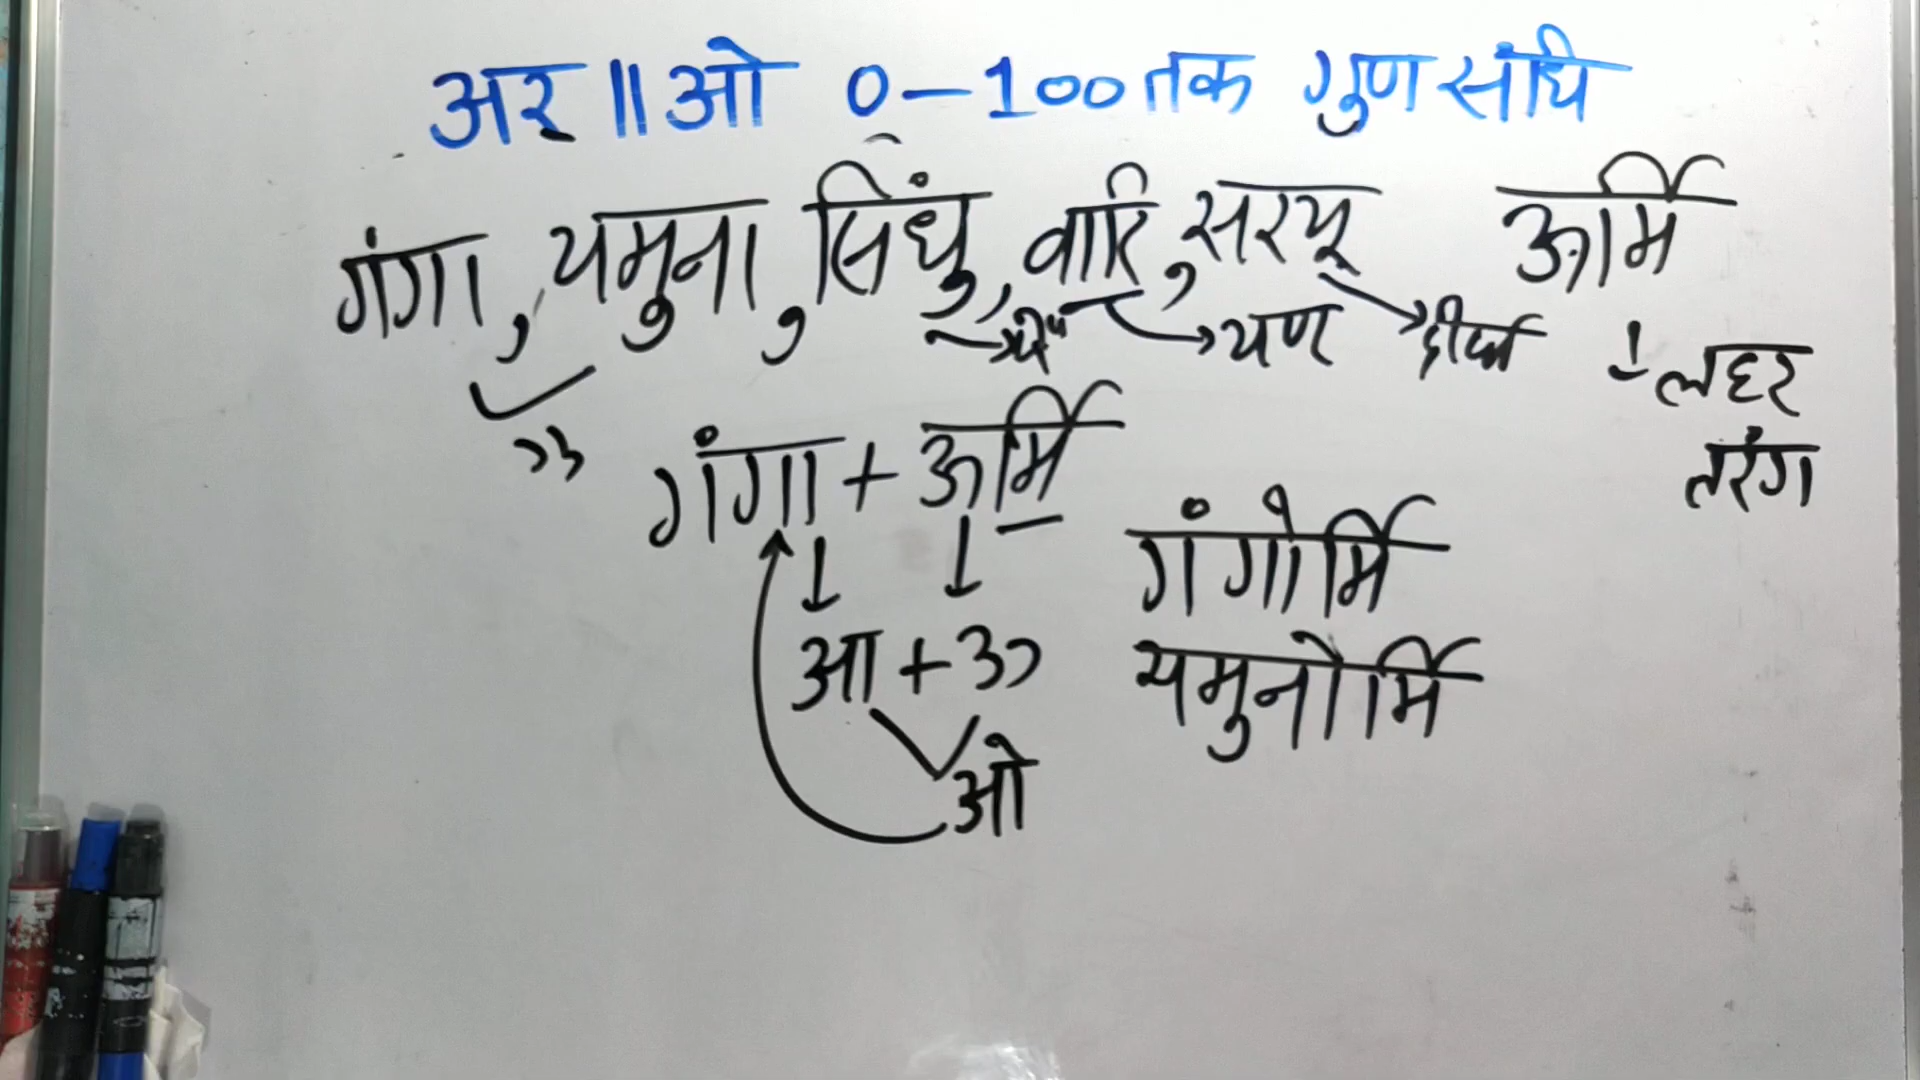 अर ॥ ओ 0-100 तक गुण संधि
गंगा, यमुना, सिंधु, वारि, सरयू ऊर्मि
→ यण → दीर्घ
↓ लहर
तरंग
गंगा + ऊर्मि
आ + ऊ
ओ
गंगोर्मि
यमुनोर्मि